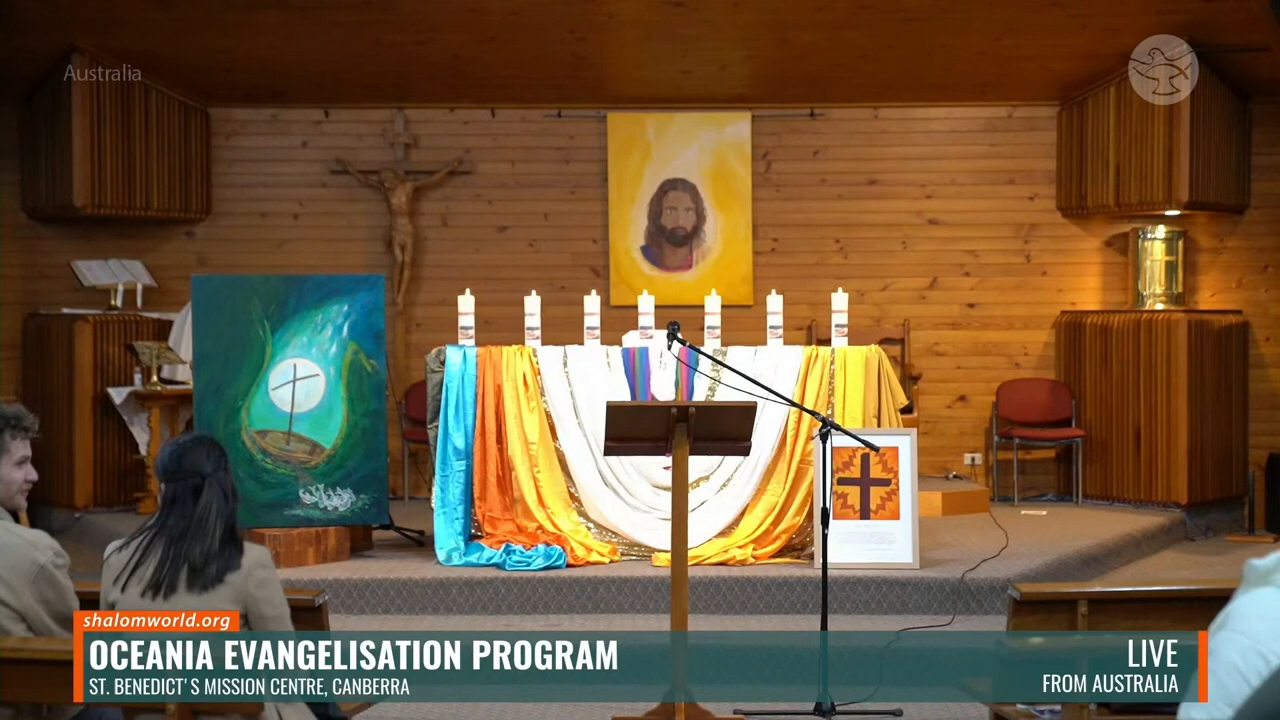 Australia
shalomworld.org
OCEANIA EVANGELISATION PROGRAM
ST. BENEDICT'S MISSION CENTRE, CANBERRA
LIVE
FROM AUSTRALIA